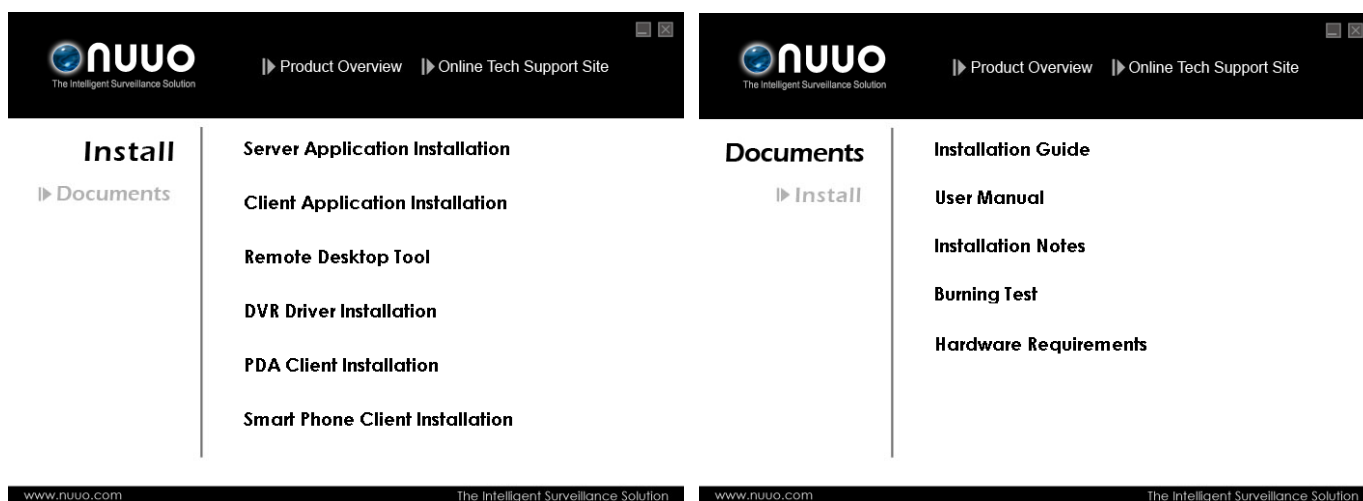 nuuo
The Intelligent Surveillance Solution
Product Overview
Online Tech Support Site
Install
Documents
Server Application Installation
Client Application Installation
Remote Desktop Tool
DVR Driver Installation
PDA Client Installation
Smart Phone Client Installation
www.nuuo.com
The Intelligent Surveillance Solution
nuuo
The Intelligent Surveillance Solution
Product Overview
Online Tech Support Site
Documents
Install
Installation Guide
User Manual
Installation Notes
Burning Test
Hardware Requirements
www.nuuo.com
The Intelligent Surveillance Solution